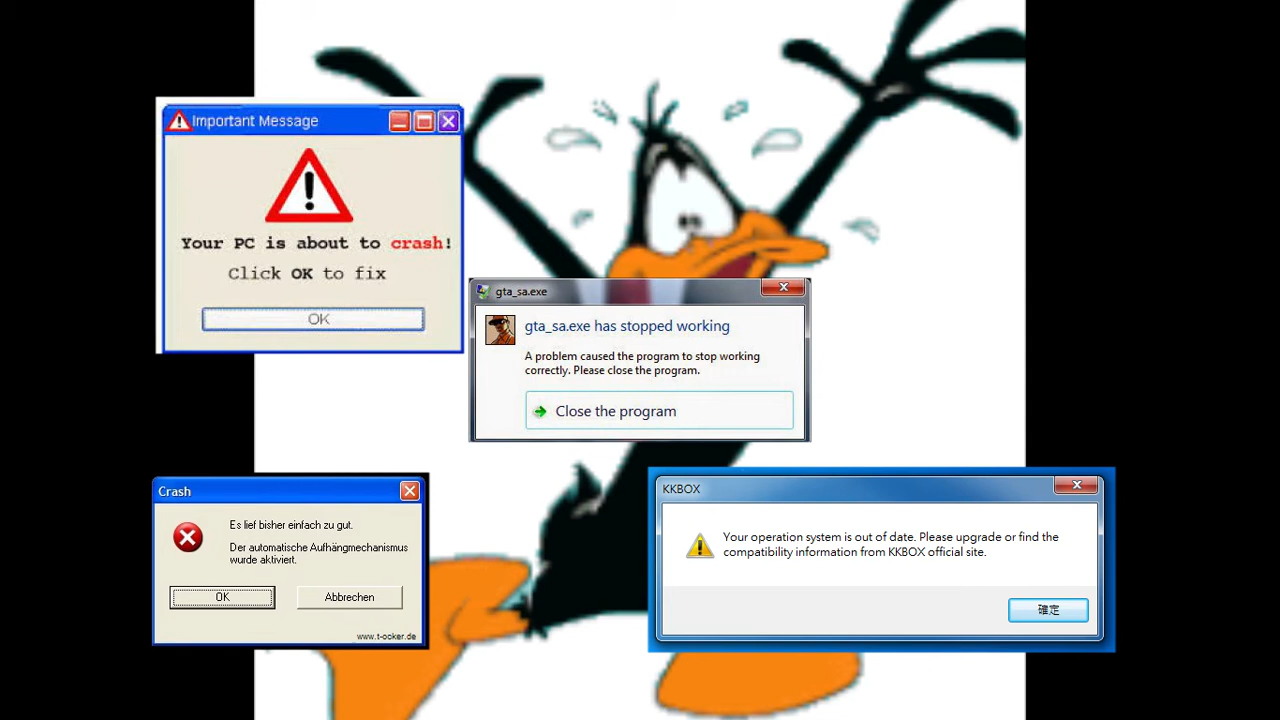 Important Message
Your PC is about to crash!
Click OK to fix
OK
gta_sa.exe
gta_sa.exe has stopped working
A problem caused the program to stop working
correctly. Please close the program.
Close the program
Crash
Es lief bisher einfach zu gut.
Der automatische Aufhängmechanismus
wurde aktiviert.
OK
Abbrechen
www.t-ocker.de
KKBOX
Your operation system is out of date. Please upgrade or find the
compatibility information from KKBOX official site.
確定